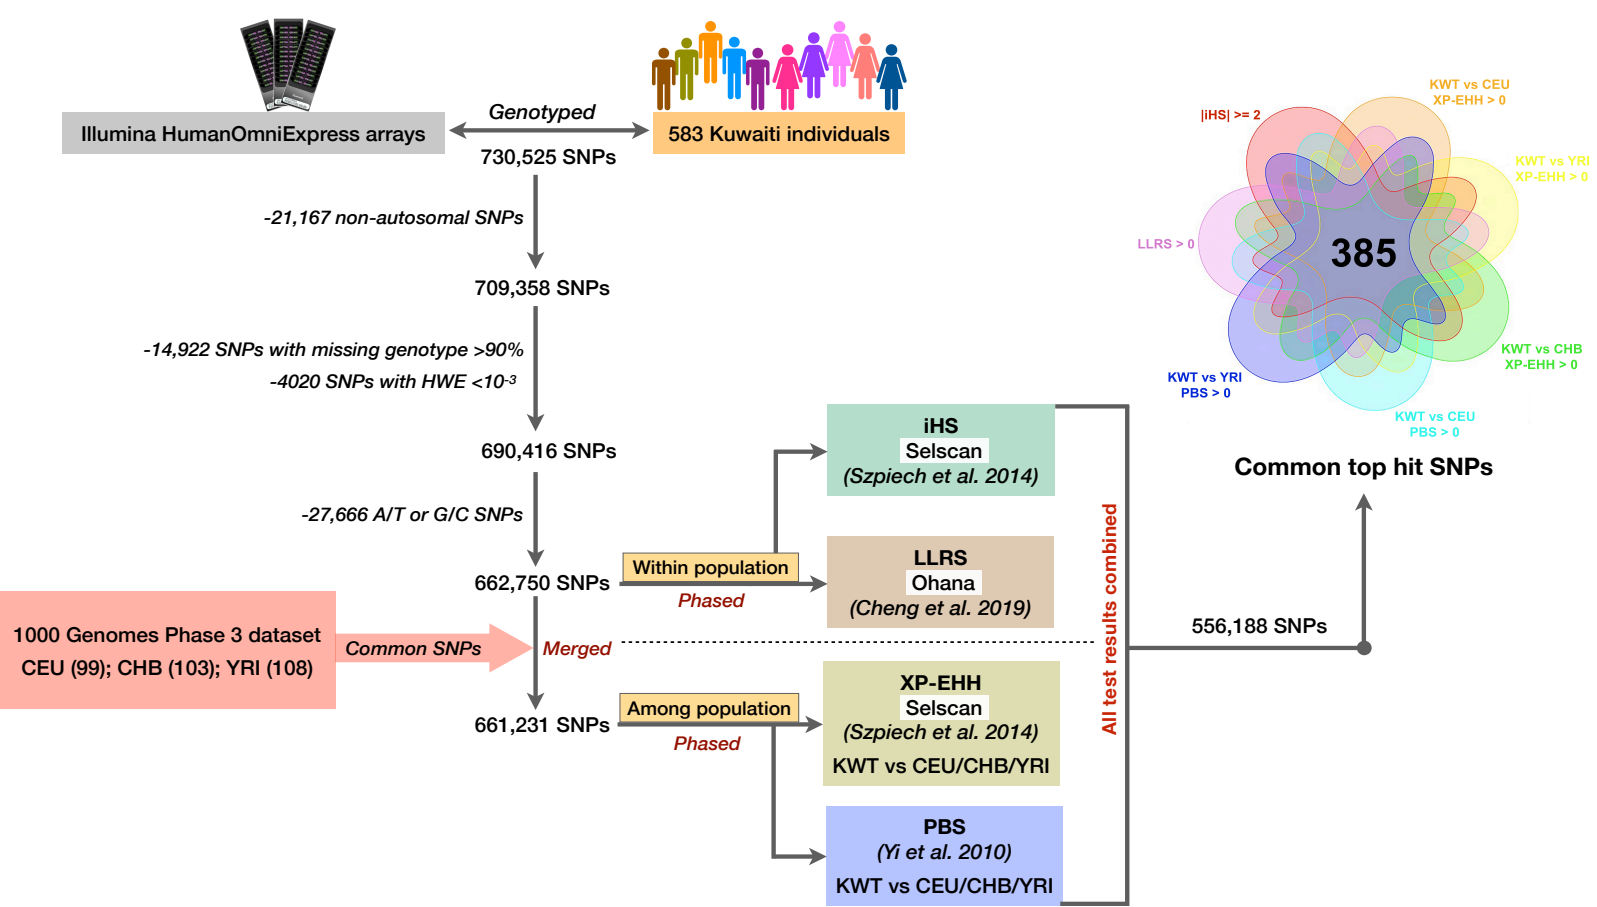 Illumina HumanOmniExpress arrays
Genotyped
583 Kuwaiti individuals
730,525 SNPs
-21,167 non-autosomal SNPs
709,358 SNPs
-14,922 SNPs with missing genotype >90%
-4020 SNPs with HWE <10⁻³
690,416 SNPs
-27,666 A/T or G/C SNPs
662,750 SNPs
Within population
Phased
1000 Genomes Phase 3 dataset
CEU (99); CHB (103); YRI (108)
Common SNPs
Merged
661,231 SNPs
Among population
Phased
iHS
Selscan
(Szpiech et al. 2014)
LLRS
Ohana
(Cheng et al. 2019)
XP-EHH
Selscan
(Szpiech et al. 2014)
KWT vs CEU/CHB/YRI
PBS
(Yi et al. 2010)
KWT vs CEU/CHB/YRI
All test results combined
556,188 SNPs
Common top hit SNPs
385
|iHS| >= 2
KWT vs CEU
XP-EHH > 0
KWT vs YRI
XP-EHH > 0
KWT vs CHB
XP-EHH > 0
KWT vs CEU
PBS > 0
KWT vs YRI
PBS > 0
LLRS > 0